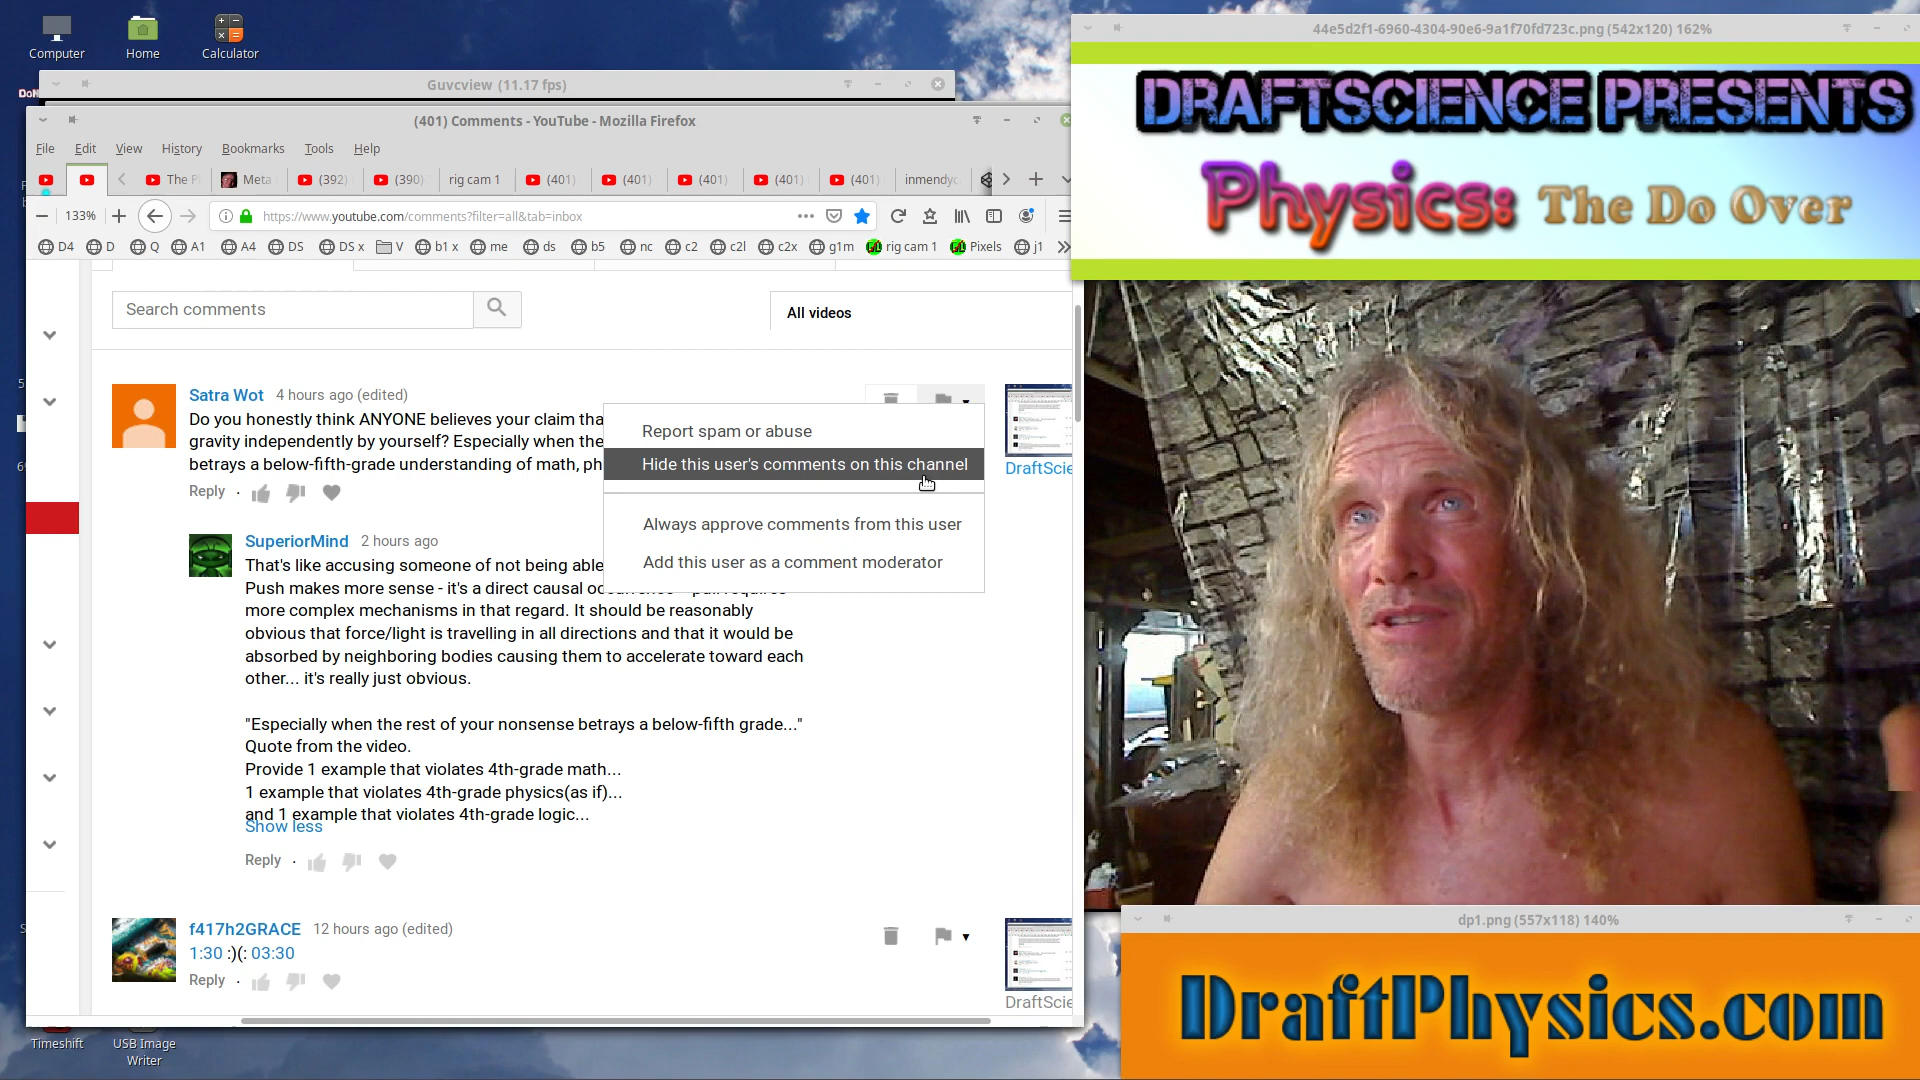 Computer
Home
Calculator
Guvcview (11.17 fps)
(401) Comments - YouTube - Mozilla Firefox
File Edit View History Bookmarks Tools Help
The P
Meta
(392)
(390)
rig cam 1
(401)
(401)
(401)
(401)
(401)
inmendyc
133%
https://www.youtube.com/comments?filter=all&tab=inbox
D4 D Q A1 A4 DS DS x V b1 x me ds b5 nc c2 c2l c2x g1m rig cam 1 Pixels j1
Search comments
All videos
Satra Wot 4 hours ago (edited)
Do you honestly think ANYONE believes your claim tha
gravity independently by yourself? Especially when the
betrays a below-fifth-grade understanding of math, ph
Reply
Report spam or abuse
Hide this user's comments on this channel
Always approve comments from this user
Add this user as a comment moderator
DraftScie
SuperiorMind 2 hours ago
That's like accusing someone of not being able
Push makes more sense - it's a direct causal
more complex mechanisms in that regard. It should be reasonably
obvious that force/light is travelling in all directions and that it would be
absorbed by neighboring bodies causing them to accelerate toward each
other... it's really just obvious.
"Especially when the rest of your nonsense betrays a below-fifth grade..."
Quote from the video.
Provide 1 example that violates 4th-grade math...
1 example that violates 4th-grade physics(as if)...
and 1 example that violates 4th-grade logic...
Show less
Reply
f417h2GRACE 12 hours ago (edited)
1:30 :)(: 03:30
Reply
DraftScie
Timeshift
USB Image
Writer
44e5d2f1-6960-4304-90e6-9a1f70fd723c.png (542x120) 162%
DRAFTSCIENCE PRESENTS
Physics: The Do Over
dp1.png (557x118) 140%
DraftPhysics.com